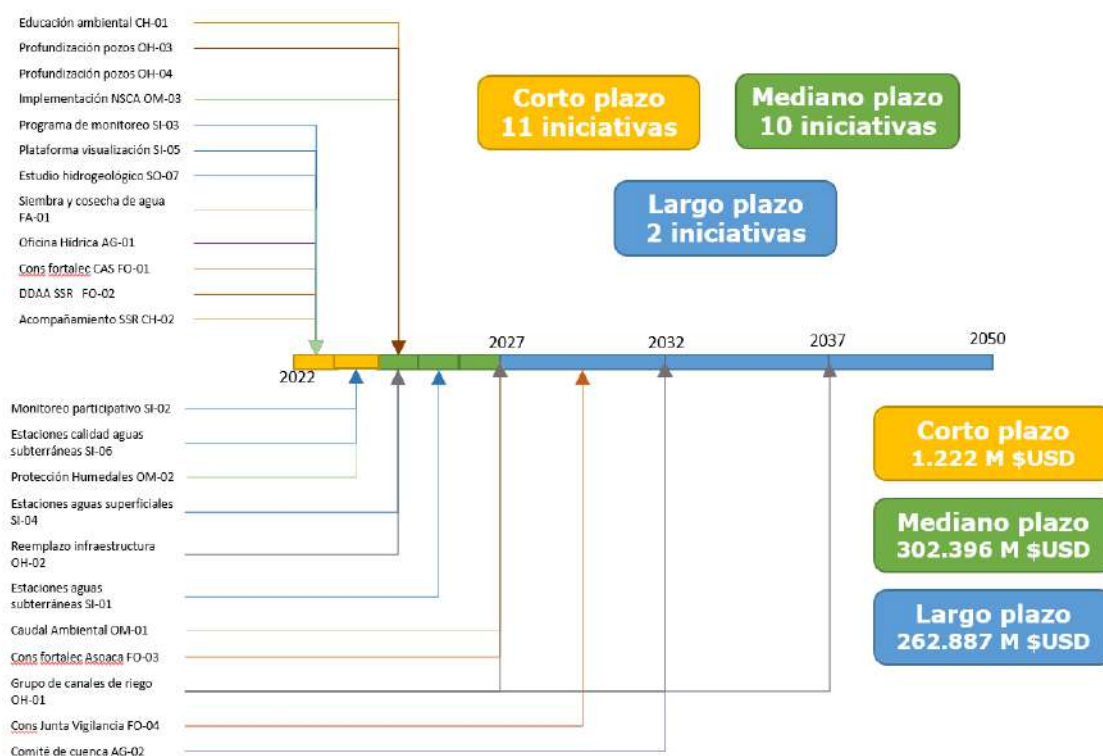 Educación ambiental CH-01
Profundización pozos OH-03
Profundización pozos OH-04
Implementación NSCA OM-03
Programa de monitoreo SI-03
Plataforma visualización SI-05
Estudio hidrogeológico SO-07
Siembra y cosecha de agua
FA-01
Oficina Hídrica AG-01
Cons fortalec CAS FO-01
DDAA SSR FO-02
Acompañamiento SSR CH-02
Corto plazo
11 iniciativas
Mediano plazo
10 iniciativas
Largo plazo
2 iniciativas
2022
2027
2032
2037
2050
Monitoreo participativo SI-02
Estaciones calidad aguas
subterráneas SI-06
Protección Humedales OM-02
Estaciones aguas superficiales
SI-04
Reemplazo infraestructura
OH-02
Estaciones aguas
subterráneas SI-01
Caudal Ambiental OM-01
Cons fortalec Asoaca FO-03
Grupo de canales de riego
OH-01
Cons Junta Vigilancia FO-04
Comité de cuenca AG-02
Corto plazo
1.222 M $USD
Mediano plazo
302.396 M $USD
Largo plazo
262.887 M $USD